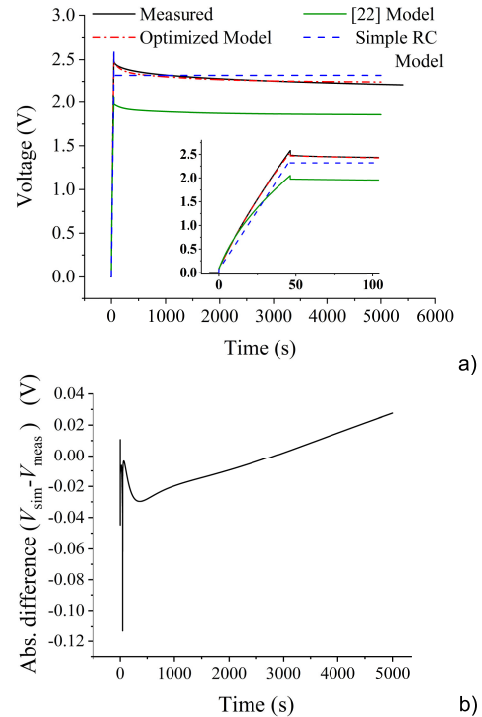 Measured
[22] Model
Optimized Model
Simple RC
Model
3.0
2.5
2.0
1.5
1.0
0.5
0.0
Voltage (V)
2.5
2.0
1.5
1.0
0.5
0.0
0 50 100
0 1000 2000 3000 4000 5000 6000
Time (s)
a)
0.04
0.02
0.00
-0.02
-0.04
-0.06
-0.08
-0.10
-0.12
Abs. difference (Vsim-Vmeas) (V)
0 1000 2000 3000 4000 5000
Time (s)
b)